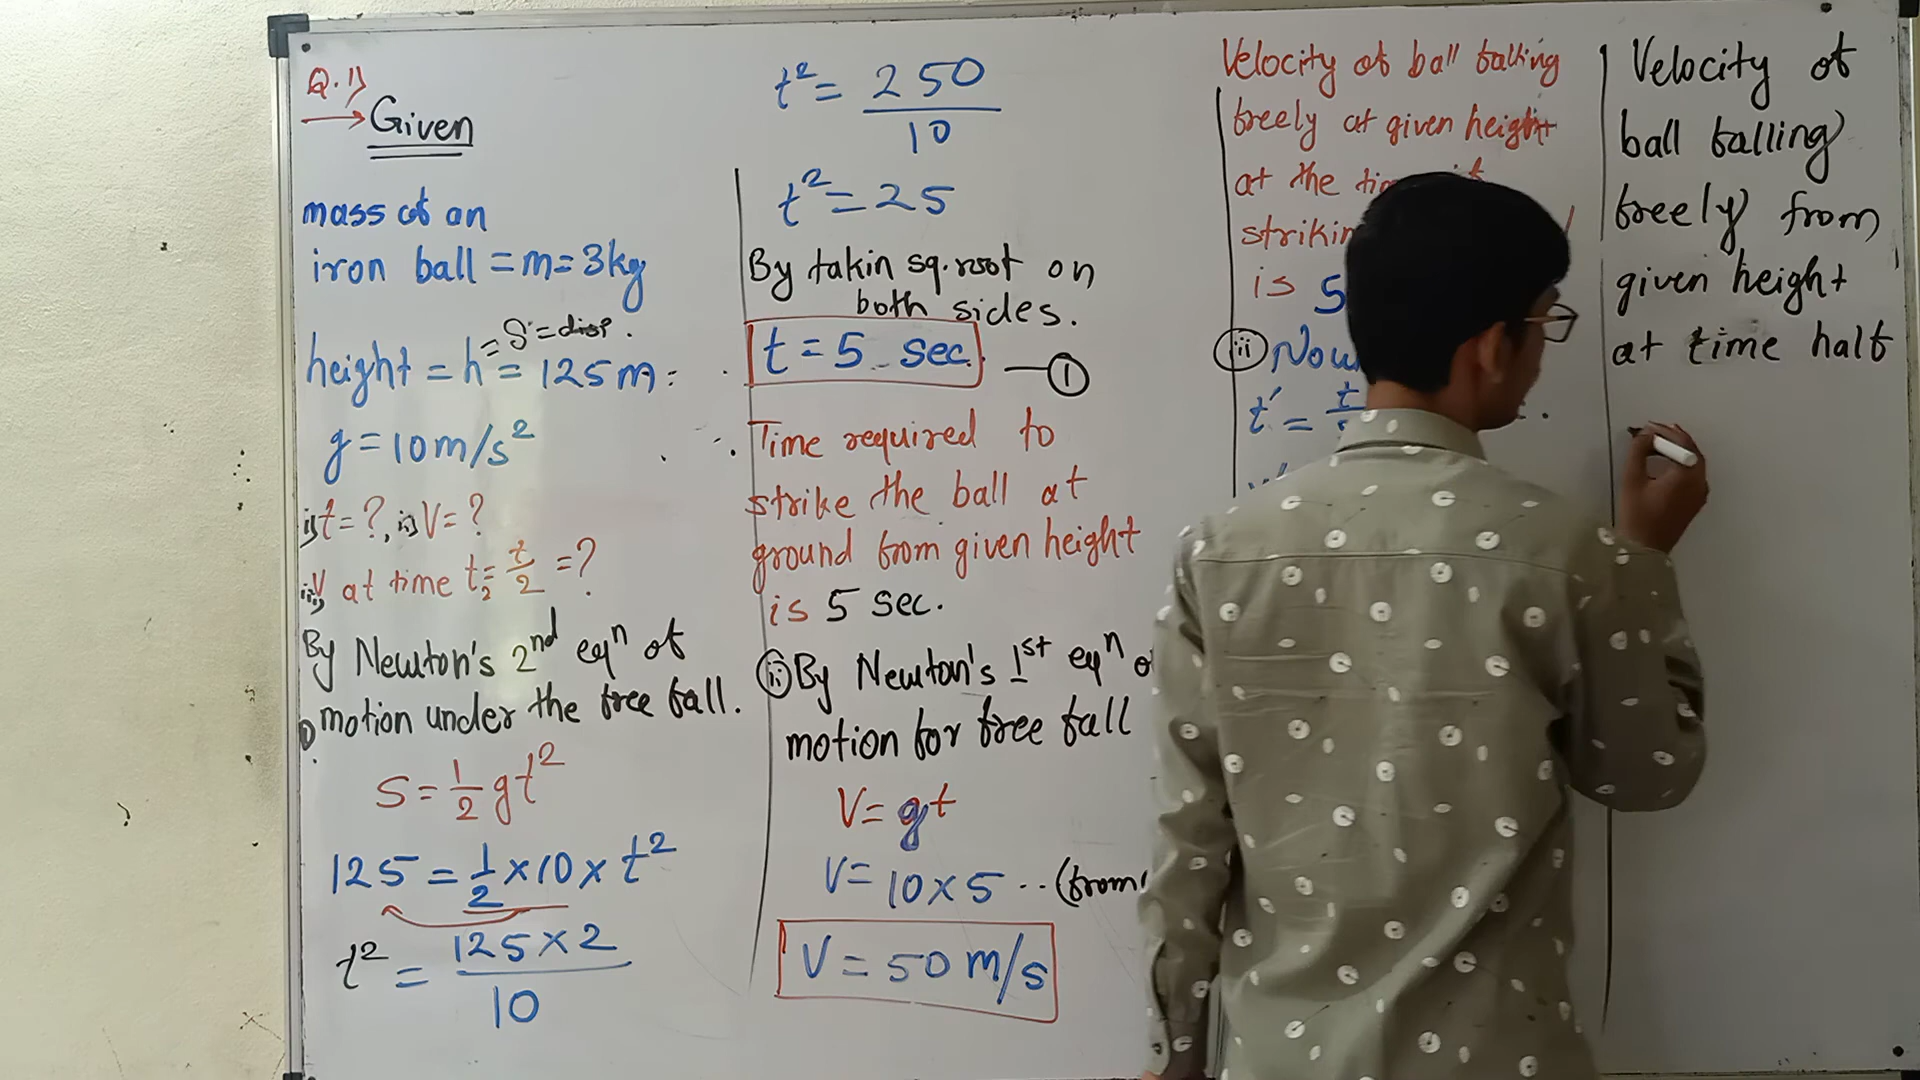 Q.1)
Given
mass of an
iron ball = m = 3kg
= S = disp.
height = h = 125m
g = 10 m/s²
i) t = ?, ii) V = ?
iii) V at time t₂ = t/2 = ?
By Newton's 2nd eqn of
i) motion under the free fall.
S = 1/2 gt²
125 = 1/2 × 10 × t²
t² = 125 × 2 / 10
t² = 250 / 10
t² = 25
By takin sq. root on
both sides.
t = 5 sec. — ①
∴ Time required to
strike the ball at
ground from given height
is 5 sec.
ii) By Newton's 1st eqn
motion for free fall
V = gt
V = 10 × 5 .. (from
V = 50 m/s
Velocity of ball falling
freely at given height
at the
is 5
iii) Now
t' = t
Velocity of
ball falling
freely from
given height
at time half